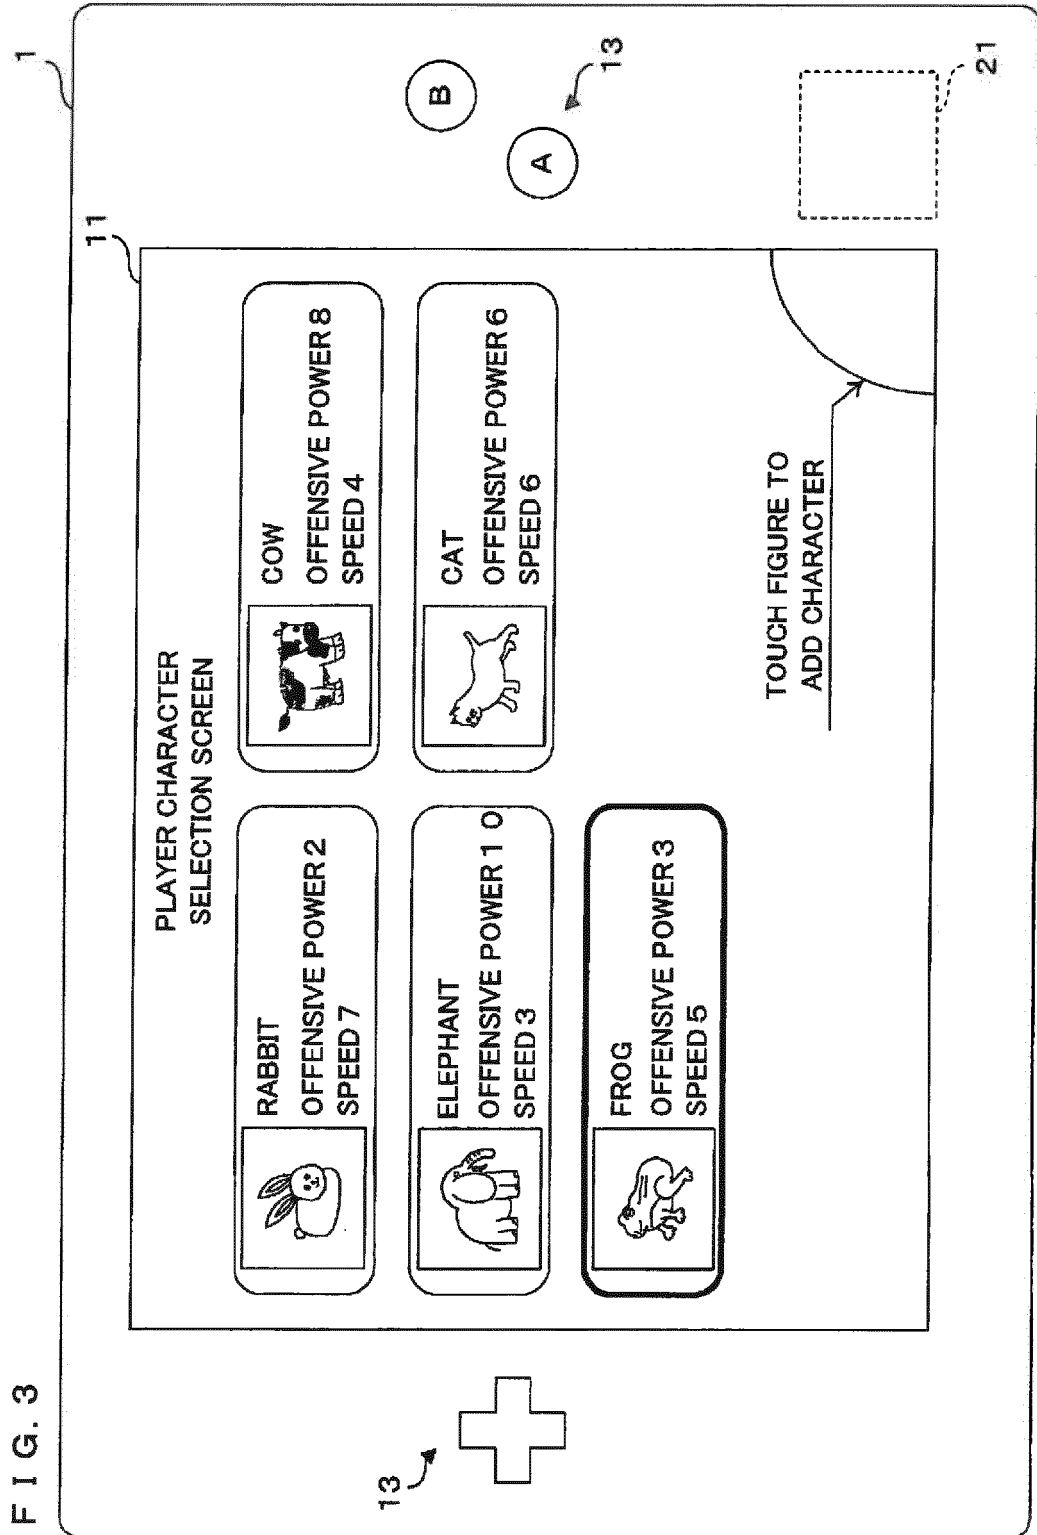 FIG. 3
1
11
PLAYER CHARACTER
SELECTION SCREEN
RABBIT
OFFENSIVE POWER 2
SPEED 7
COW
OFFENSIVE POWER 8
SPEED 4
ELEPHANT
OFFENSIVE POWER 10
SPEED 3
CAT
OFFENSIVE POWER 6
SPEED 6
FROG
OFFENSIVE POWER 3
SPEED 5
TOUCH FIGURE TO
ADD CHARACTER
13
B
A
13
21